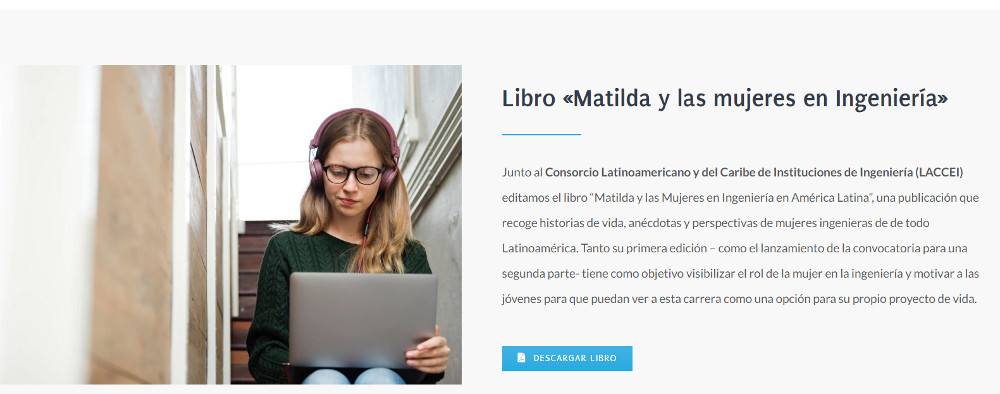 Libro «Matilda y las mujeres en Ingeniería»
Junto al Consorcio Latinoamericano y del Caribe de Instituciones de Ingeniería (LACCEI)
editamos el libro “Matilda y las Mujeres en Ingeniería en América Latina”, una publicación que
recoge historias de vida, anécdotas y perspectivas de mujeres ingenieras de de todo
Latinoamérica. Tanto su primera edición – como el lanzamiento de la convocatoria para una
segunda parte- tiene como objetivo visibilizar el rol de la mujer en la ingeniería y motivar a las
jóvenes para que puedan ver a esta carrera como una opción para su propio proyecto de vida.
DESCARGAR LIBRO